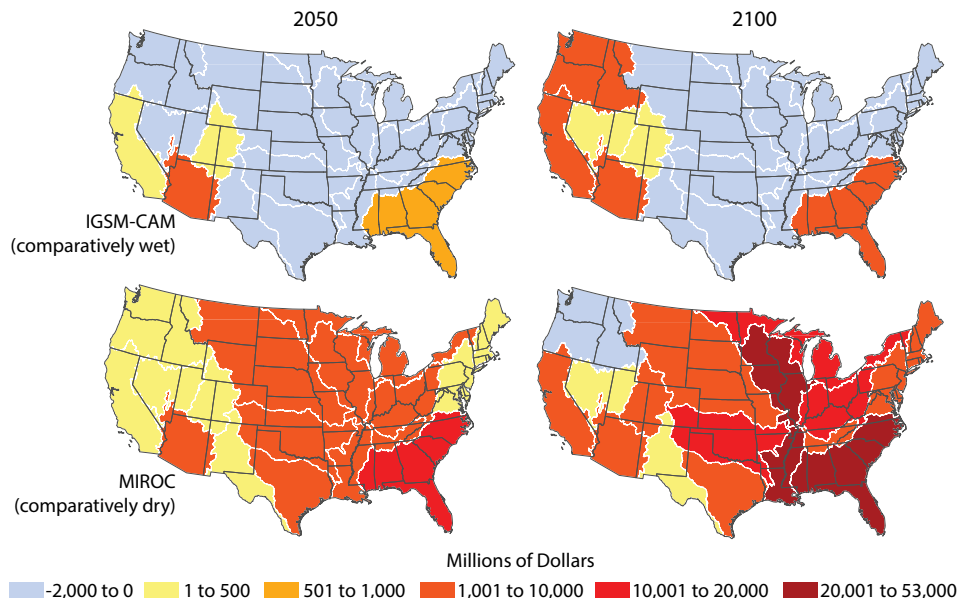 2050
2100
IGSM-CAM
(comparatively wet)
MIROC
(comparatively dry)
Millions of Dollars
-2,000 to 0
1 to 500
501 to 1,000
1,001 to 10,000
10,001 to 20,000
20,001 to 53,000